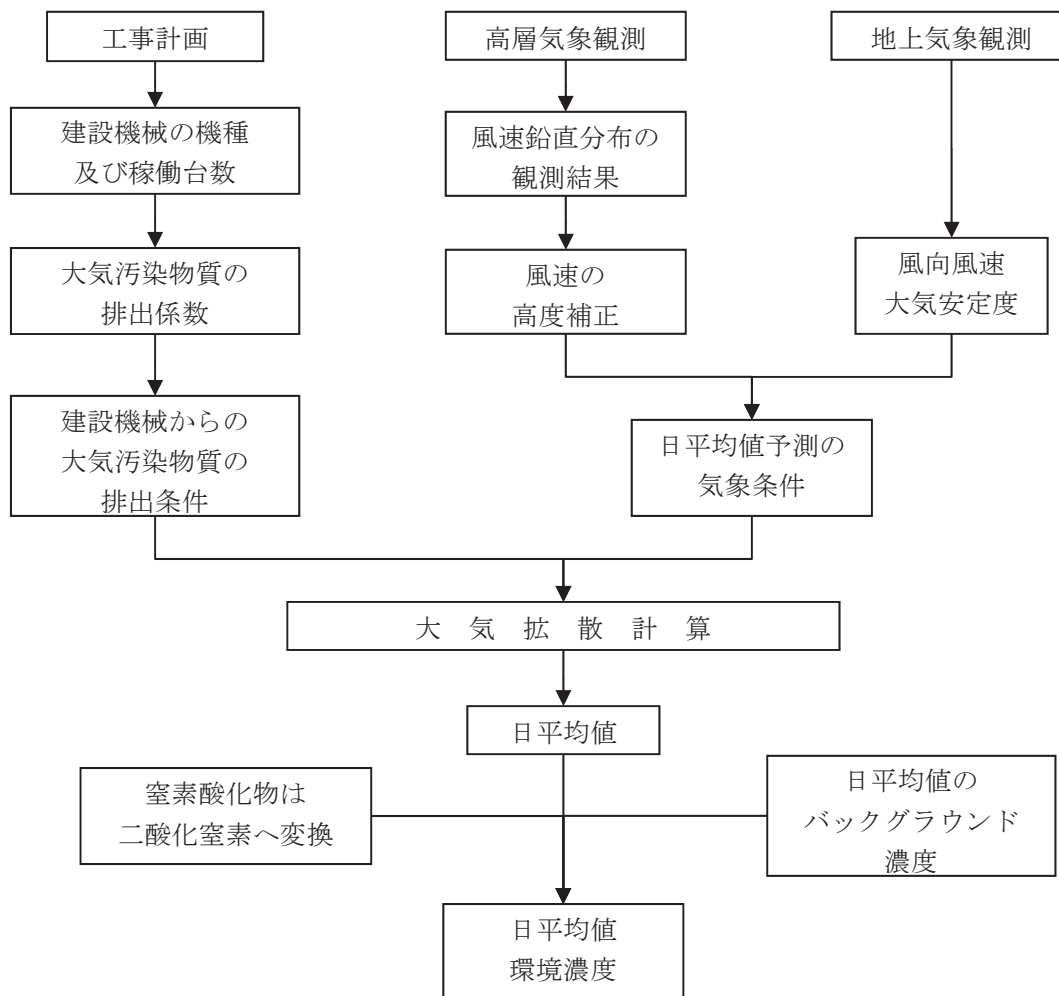 工事計画
高層気象観測
地上気象観測
建設機械の機種
及び稼働台数
風速鉛直分布の
観測結果
大気汚染物質の
排出係数
風速の
高度補正
風向風速
大気安定度
建設機械からの
大気汚染物質の
排出条件
日平均値予測の
気象条件
大 気 拡 散 計 算
日平均値
窒素酸化物は
二酸化窒素へ変換
日平均値の
バックグラウンド
濃度
日平均値
環境濃度